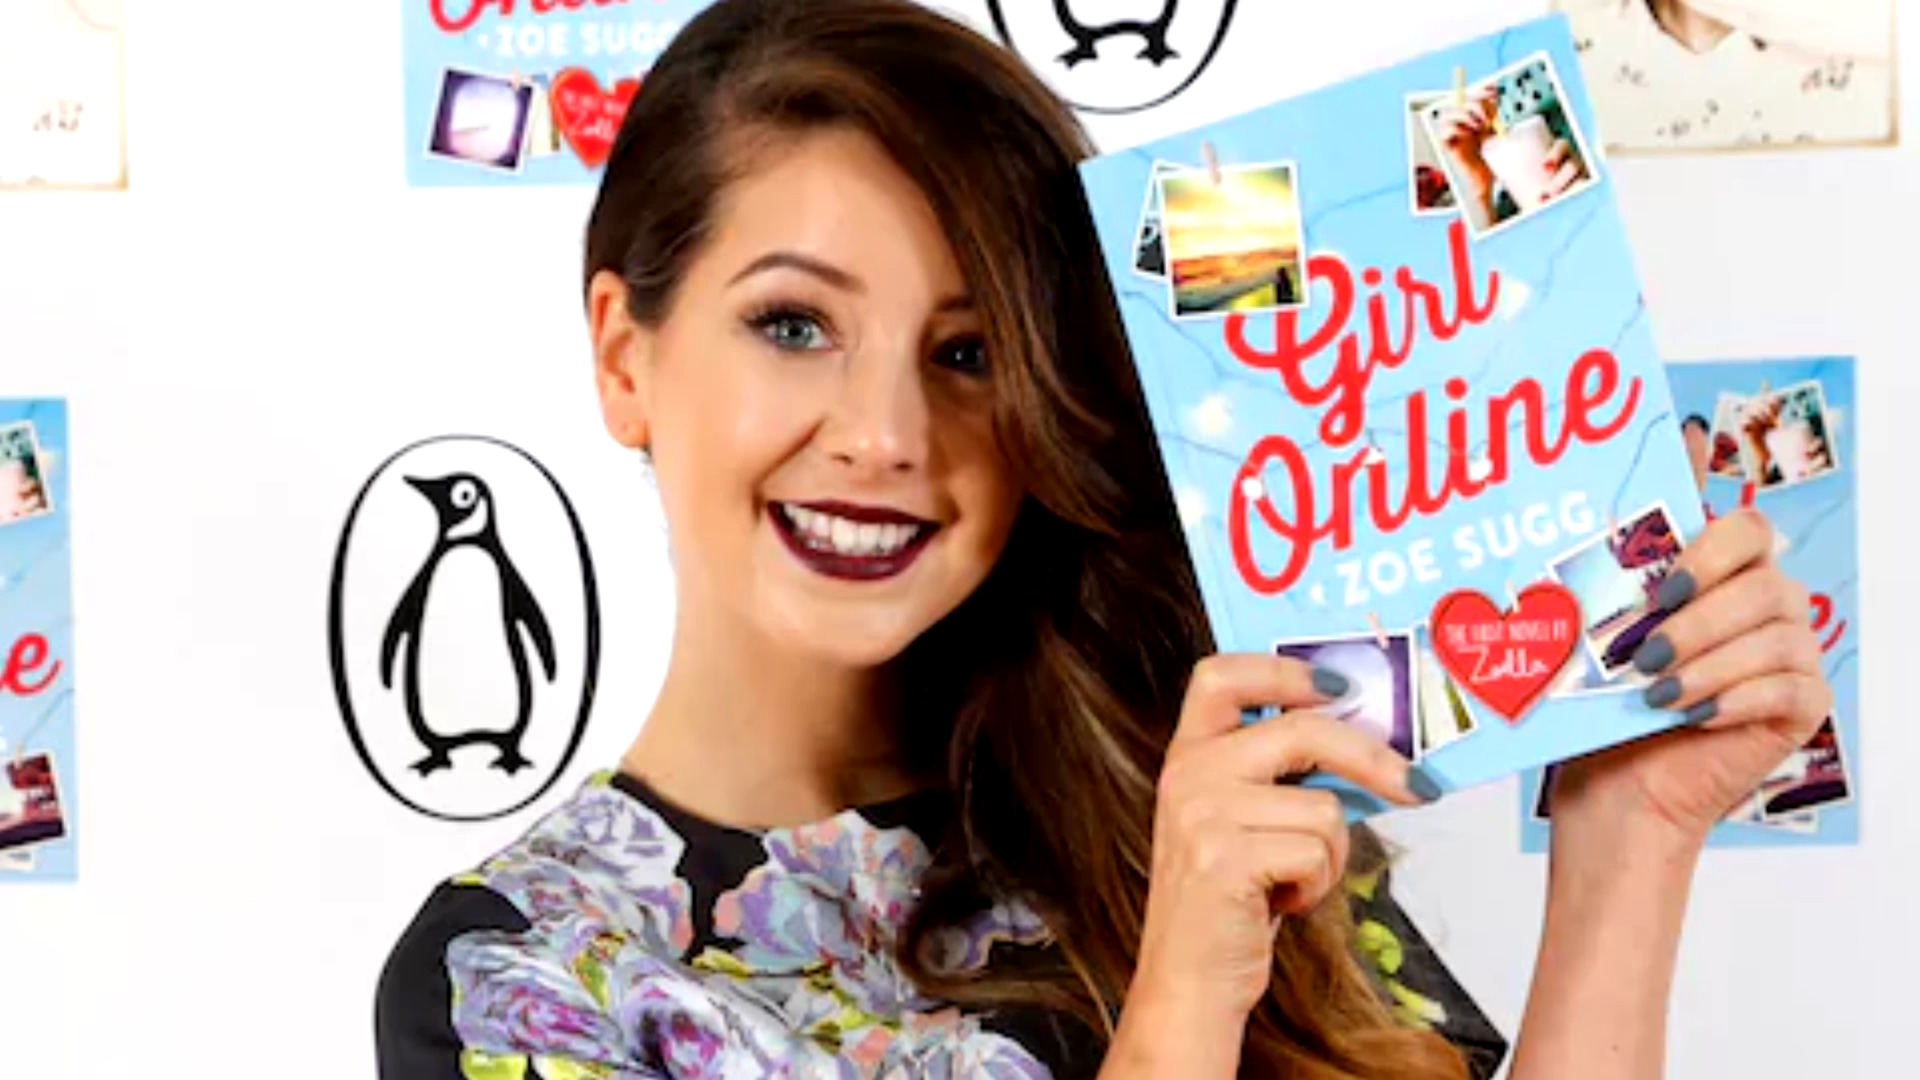 ZOE SUGG
Girl
Online
ZOE SUGG
THE FIRST NOVEL BY
Zoella
e